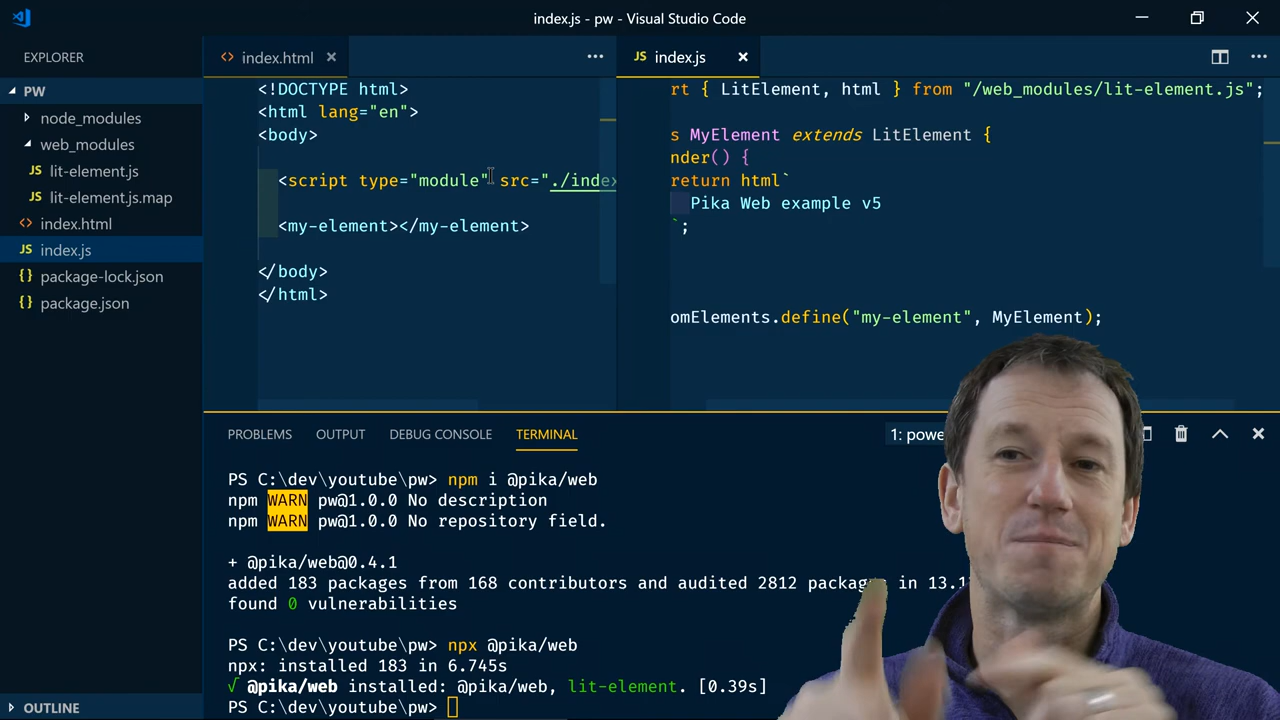 index.js - pw - Visual Studio Code
EXPLORER
PW
node_modules
web_modules
JS lit-element.js
{} lit-element.js.map
<> index.html
JS index.js
{} package-lock.json
{} package.json
OUTLINE
<> index.html
<!DOCTYPE html>
<html lang="en">
<body>
<script type="module" src="./index
<my-element></my-element>
</body>
</html>
JS index.js
rt { LitElement, html } from "/web_modules/lit-element.js";
s MyElement extends LitElement {
nder() {
return html`
Pika Web example v5
`;
omElements.define("my-element", MyElement);
PROBLEMS OUTPUT DEBUG CONSOLE TERMINAL
1: powe
PS C:\dev\youtube\pw> npm i @pika/web
npm WARN pw@1.0.0 No description
npm WARN pw@1.0.0 No repository field.
+ @pika/web@0.4.1
added 183 packages from 168 contributors and audited 2812 packages in 13.1
found 0 vulnerabilities
PS C:\dev\youtube\pw> npx @pika/web
npx: installed 183 in 6.745s
√ @pika/web installed: @pika/web, lit-element. [0.39s]
PS C:\dev\youtube\pw>